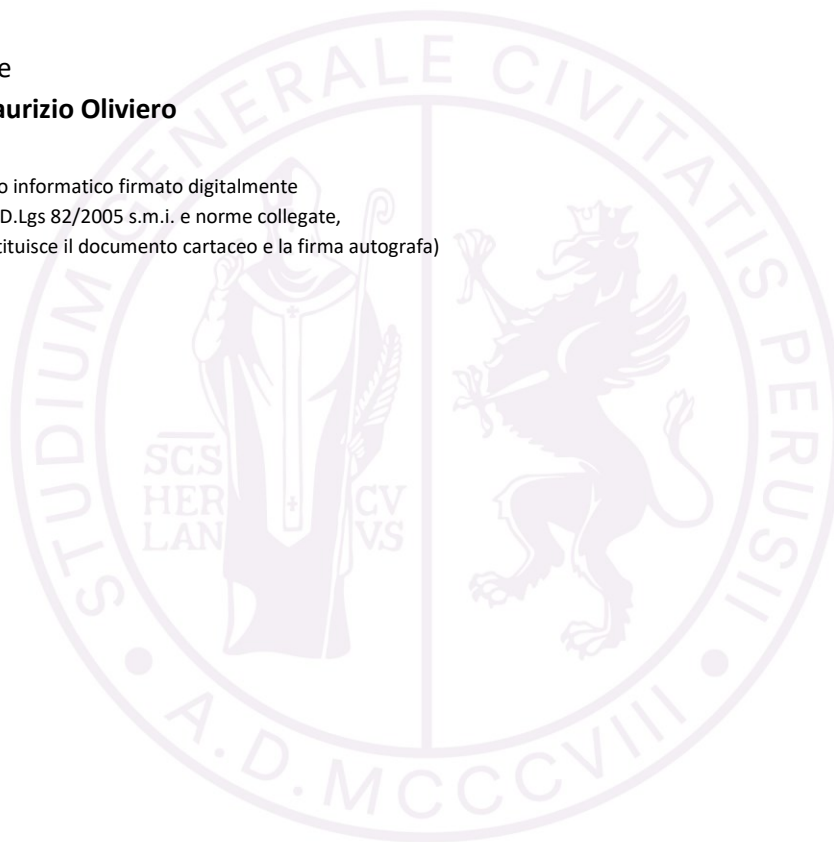 e
aurizio Oliviero
o informatico firmato digitalmente
D.Lgs 82/2005 s.m.i. e norme collegate,
tituisce il documento cartaceo e la firma autografa)
STUDIUM GENERALE CIVITATIS PERUSII
SCS
HER
LAN
CV
VS
• A.D. MCCCVIII •